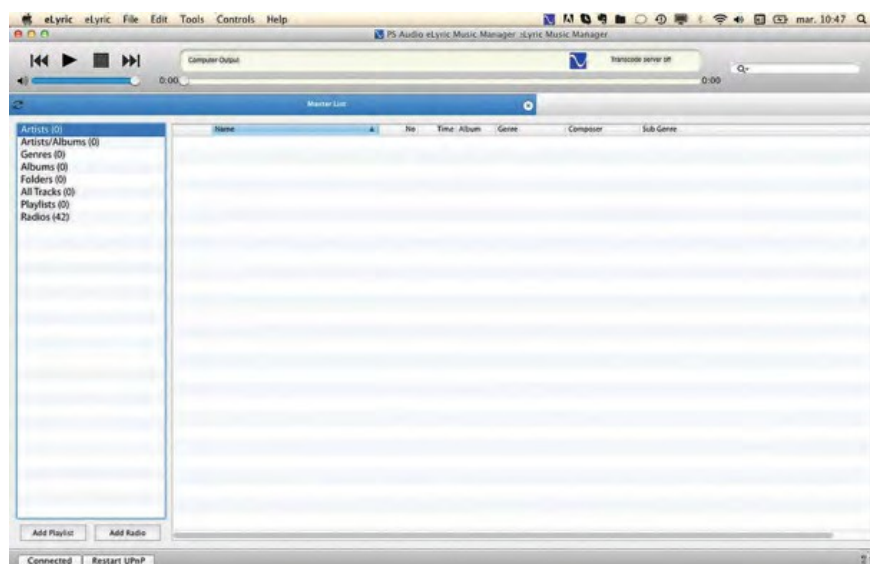 eLyric eLyric File Edit Tools Controls Help mar. 10:47
PS Audio eLyric Music Manager :eLyric Music Manager
Computer Output Transcode server off
0:00 0:00
Master List
Artists (0)
Artists/Albums (0)
Genres (0)
Albums (0)
Folders (0)
All Tracks (0)
Playlists (0)
Radios (42)
Name No Time Album Genre Composer Sub Genre
Add Playlist Add Radio
Connected Restart UPnP